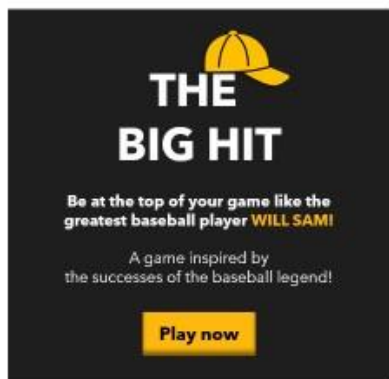 THE
BIG HIT
Be at the top of your game like the
greatest baseball player WILL SAM!
A game inspired by
the successes of the baseball legend!
Play now